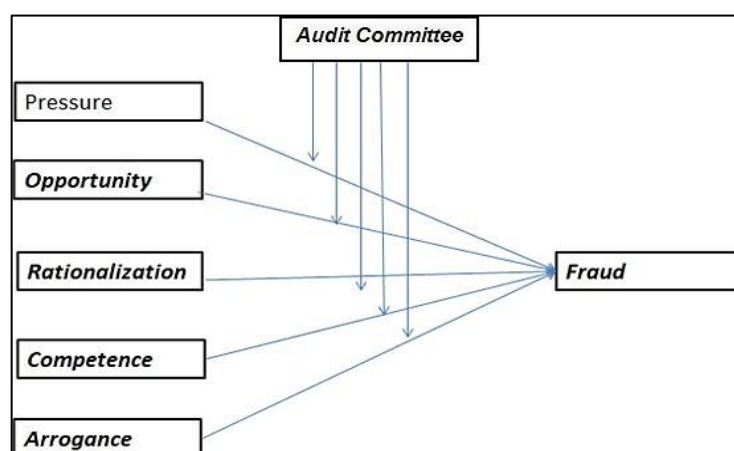 Audit Committee
Pressure
Opportunity
Rationalization
Fraud
Competence
Arrogance